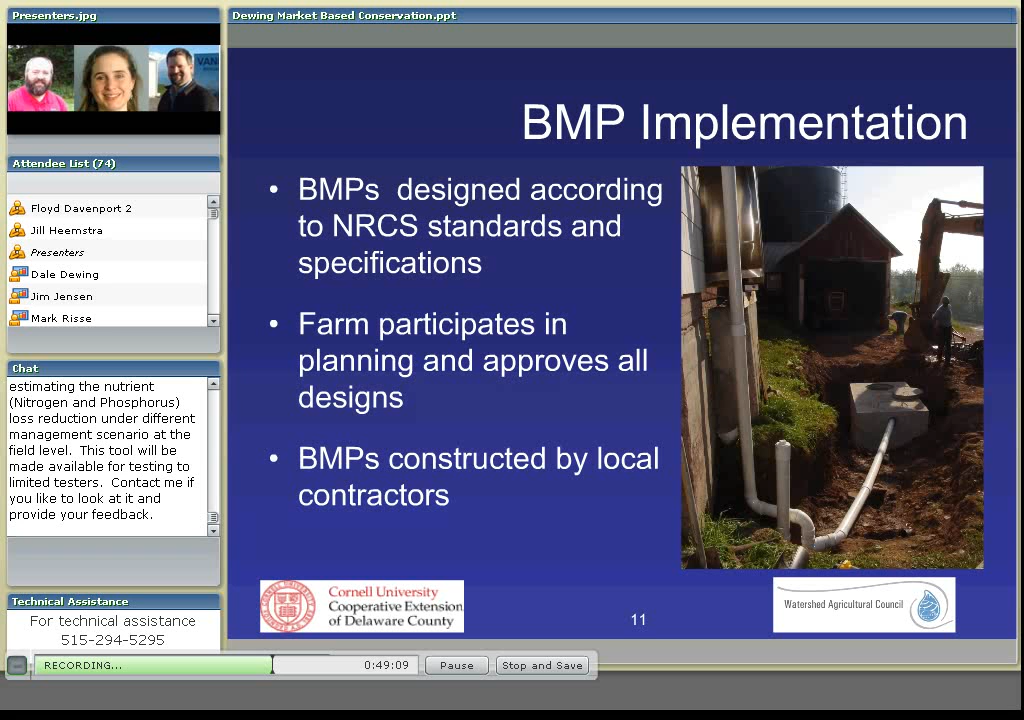 Presenters.jpg
VAN
Attendee List (74)
Floyd Davenport 2
Jill Heemstra
Presenters
Dale Dewing
Jim Jensen
Mark Risse
Chat
estimating the nutrient
(Nitrogen and Phosphorus)
loss reduction under different
management scenario at the
field level.  This tool will be
made available for testing to
limited testers.  Contact me if
you like to look at it and
provide your feedback.
Technical Assistance
For technical assistance
515-294-5295
Dewing Market Based Conservation.ppt
BMP Implementation
• BMPs  designed according
to NRCS standards and
specifications
• Farm participates in
planning and approves all
designs
• BMPs constructed by local
contractors
Cornell University
Cooperative Extension
of Delaware County
11
Watershed Agricultural Council
RECORDING...
0:49:09
Pause
Stop and Save